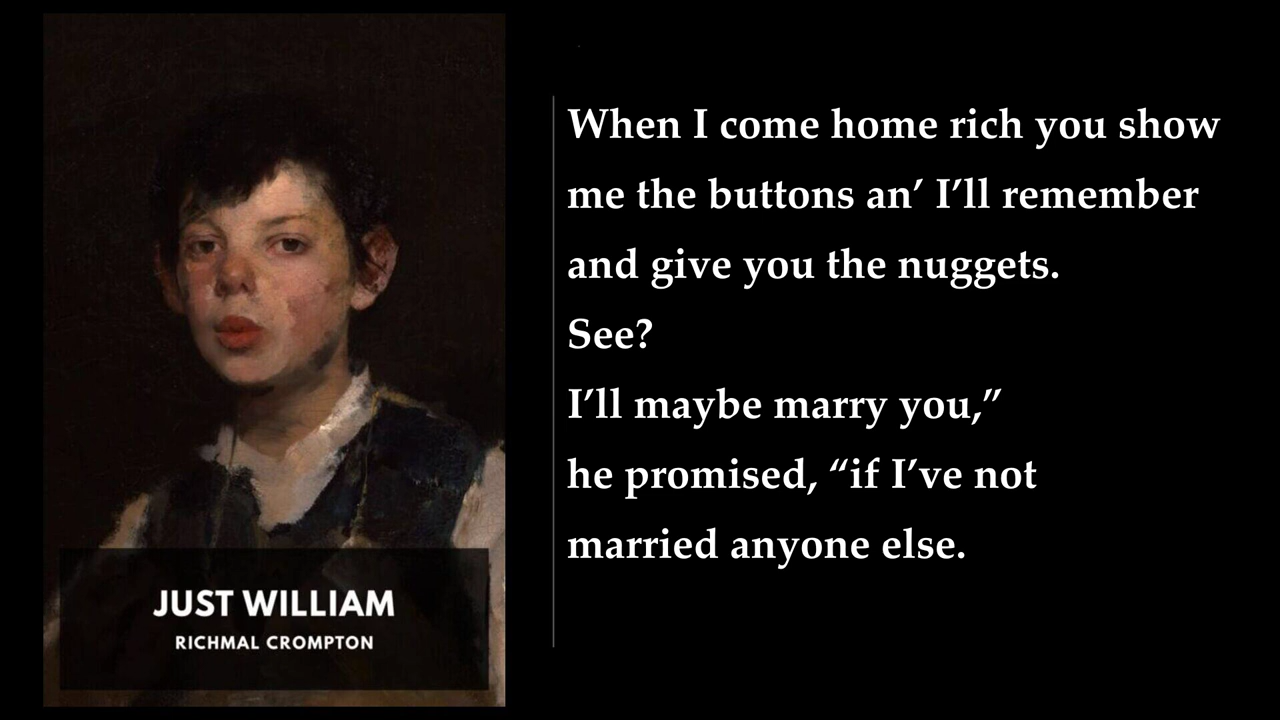 JUST WILLIAM
RICHMAL CROMPTON
When I come home rich you show
me the buttons an’ I’ll remember
and give you the nuggets.
See?
I’ll maybe marry you,”
he promised, “if I’ve not
married anyone else.